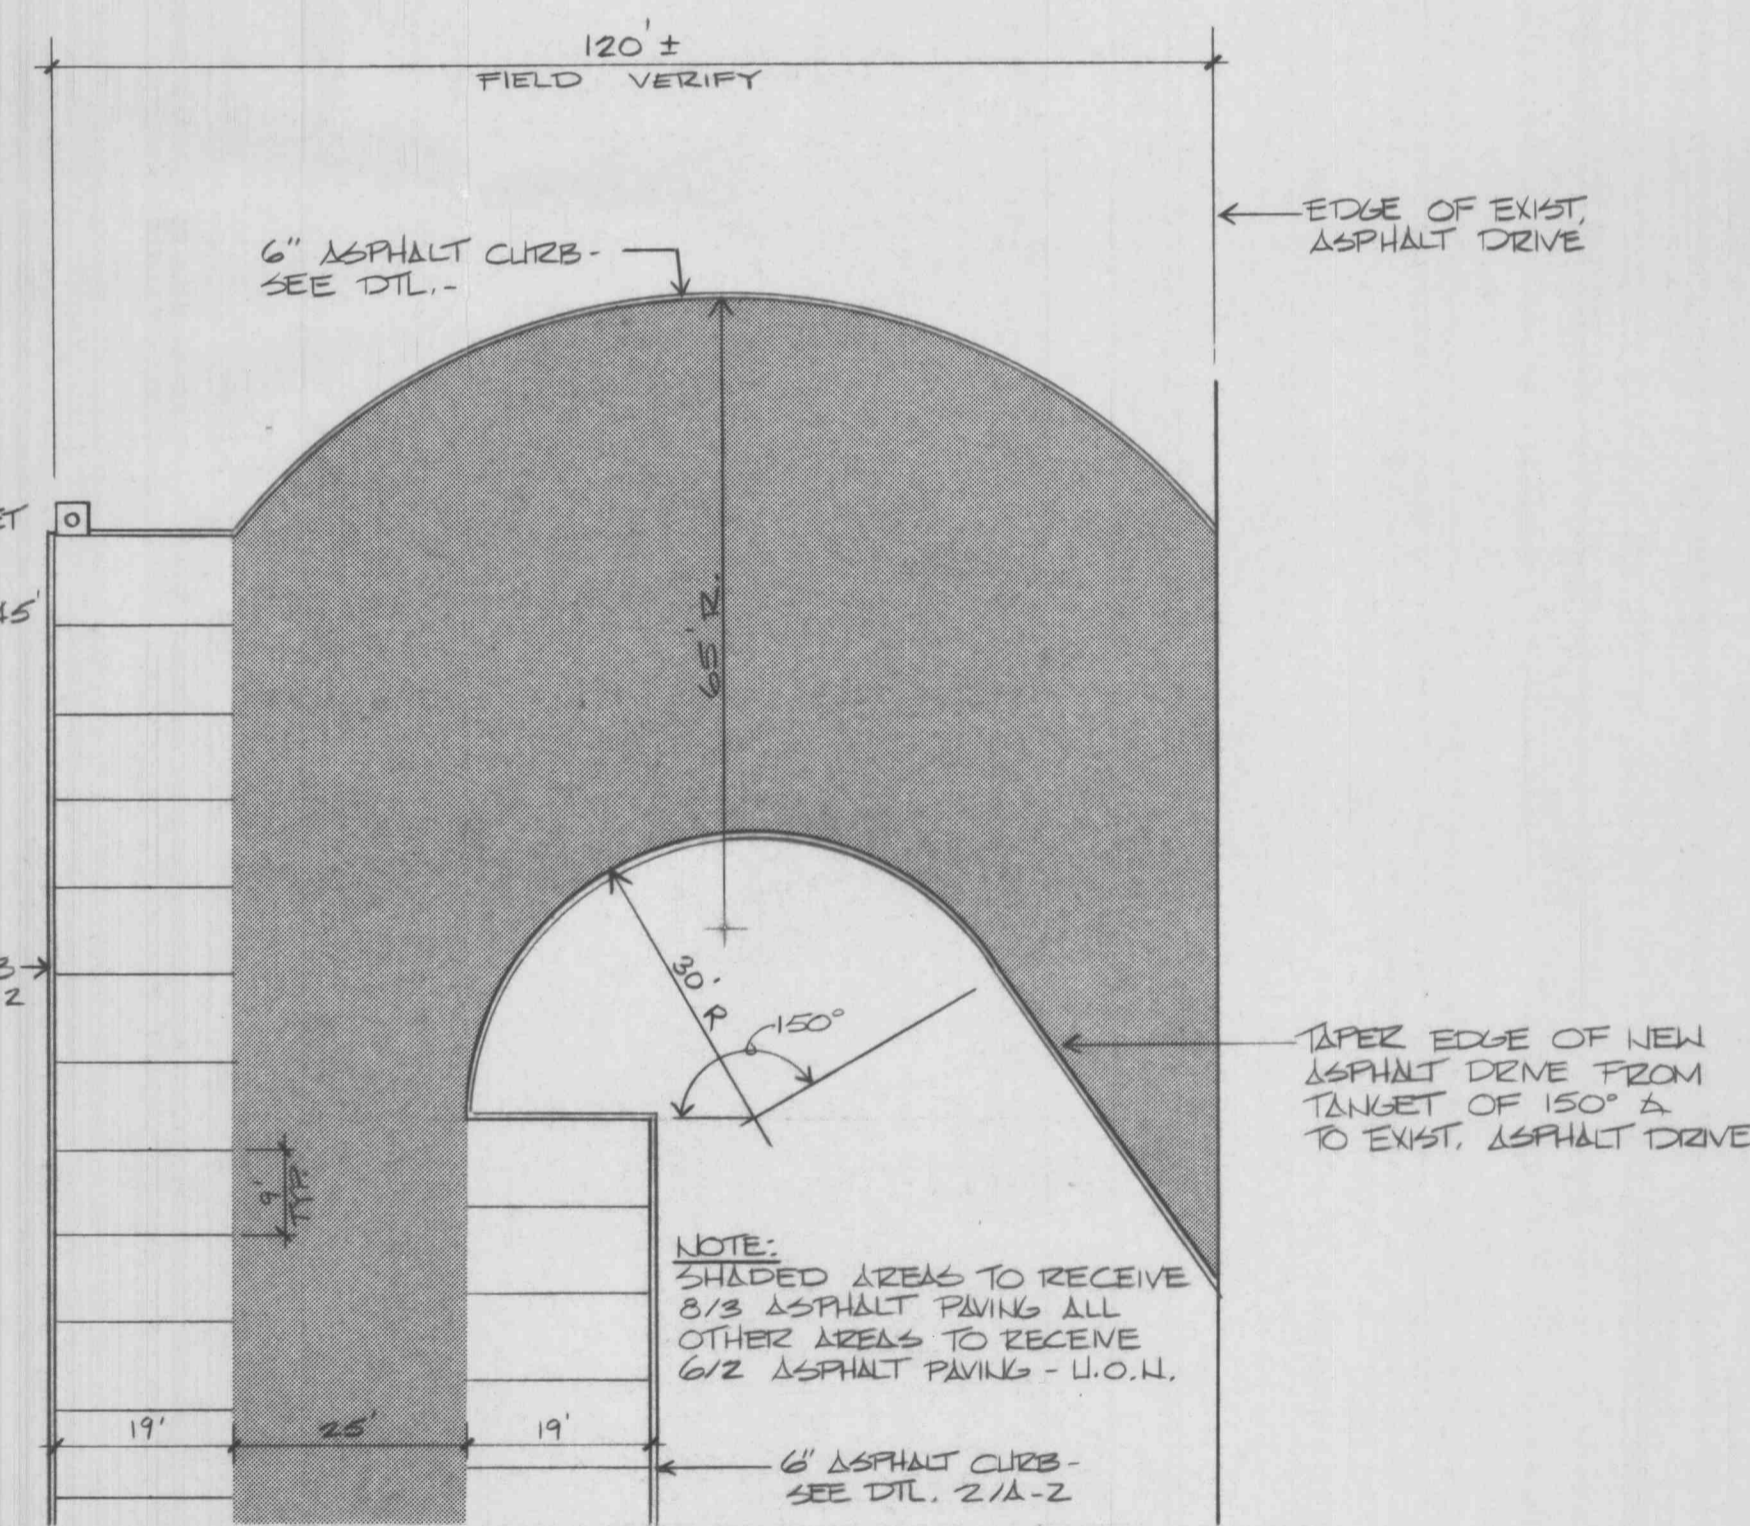 120' ±
FIELD VERIFY
EDGE OF EXIST.
ASPHALT DRIVE
6" ASPHALT CURB-
SEE DTL.-
65' R.
30' R
150°
TAPER EDGE OF NEW
ASPHALT DRIVE FROM
TANGET OF 150° ∡
TO EXIST. ASPHALT DRIVE
9'
TYP.
NOTE:
SHADED AREAS TO RECEIVE
8/3 ASPHALT PAVING ALL
OTHER AREAS TO RECEIVE
6/2 ASPHALT PAVING - U.O.N.
19'
25'
19'
6" ASPHALT CURB-
SEE DTL. 2/A-2